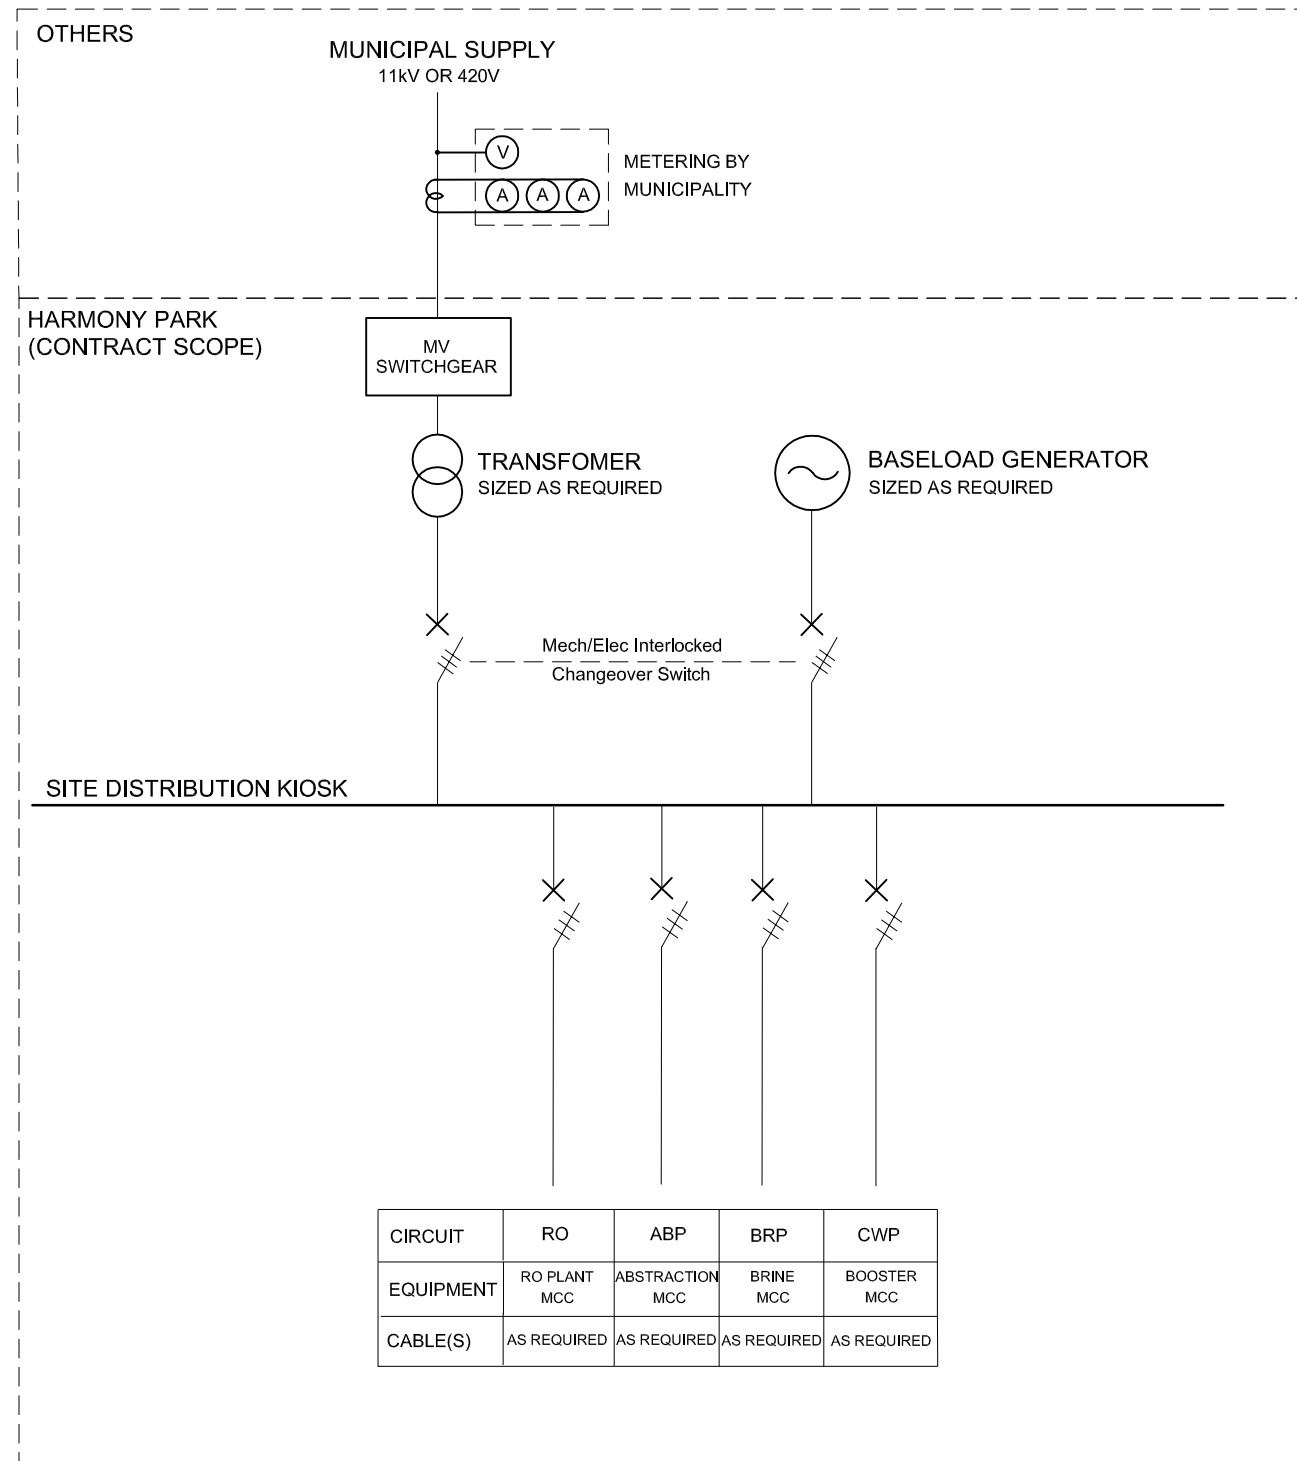 OTHERS
MUNICIPAL SUPPLY
11kV OR 420V
V
METERING BY
MUNICIPALITY
A A A
HARMONY PARK
(CONTRACT SCOPE)
MV
SWITCHGEAR
TRANSFOMER
SIZED AS REQUIRED
BASELOAD GENERATOR
SIZED AS REQUIRED
Mech/Elec Interlocked
Changeover Switch
SITE DISTRIBUTION KIOSK
CIRCUIT RO ABP BRP CWP
EQUIPMENT RO PLANT MCC ABSTRACTION MCC BRINE MCC BOOSTER MCC
CABLE(S) AS REQUIRED AS REQUIRED AS REQUIRED AS REQUIRED